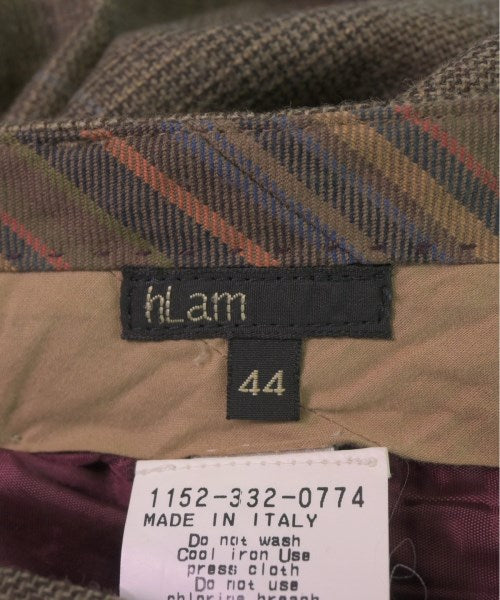 hLam
44
1152-332-0774
MADE IN ITALY
Do not wash
Cool iron Use
press cloth
Do not use